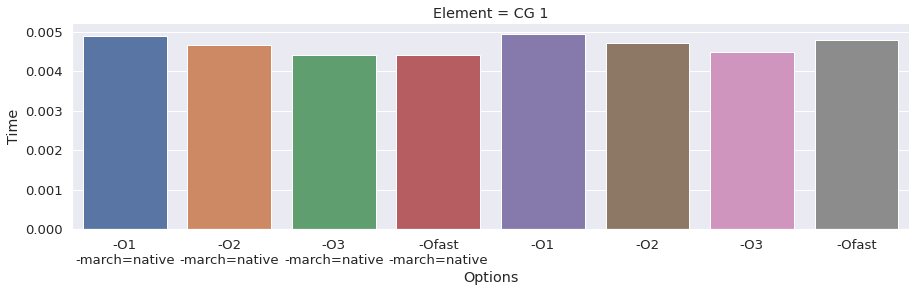 Element = CG 1
Time
0.005
0.004
0.003
0.002
0.001
0.000
-O1 -O2 -O3 -Ofast -O1 -O2 -O3 -Ofast
-march=native -march=native -march=native -march=native
Options